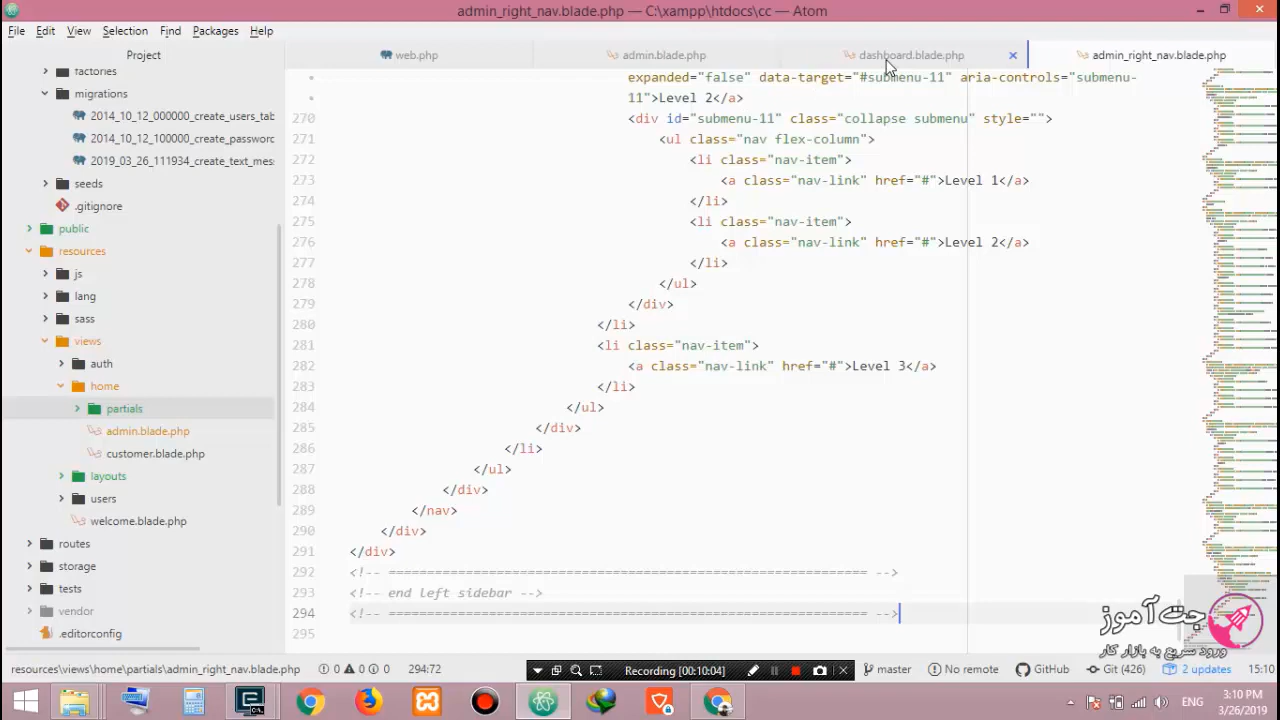 admin_right_nav.blade.php — C:\xampp\htdocs\cc — Atom
File Edit View Selection Find Packages Help
Project
web.php
admin.blade.php
dashboard.blade.php
admin_right_nav.blade.php
factories
migrations
2014_10_12_000000_create_users_tab
2014_10_12_100000_create_password
2019_03_26_111934_create_text_mess
seeds
.gitignore
public
resources
js
lang
sass
views
home
admin.blade.php
home.blade.php
users
welcome.blade.php
routes
storage
tests
vendor
.editorconfig
expanded="false" data-target="#submenu-11" aria-controls="submenu-
11">Level 2</a>
<div id="submenu-11" class="collapse submenu" style="">
271 <ul class="nav flex-column">
272 <li class="nav-item">
273 <a class="nav-link" href="#">Level 1</a>
274 </li>
275 <li class="nav-item">
276 <a class="nav-link" href="#">Level 2</a>
277 </li>
278 </ul>
279 </div>
280 </li>
281 <li class="nav-item">
282 <a class="nav-link" href="#">Level 3</a>
283 </li>
284 </ul>
285 </div>
286 </li>
287 </ul>
288 </div>
289 </nav>
290 </div>
291 </div>
292
293
294
295
resources\views\home\partials\admin_right_nav.blade.php 0 0 0 294:72
Recording [00:10:04]
master No remote GitHub Git (426) 2 updates 15:10
چت آموز
ورود سریع به بازار کار
ENG
3:10 PM
3/26/2019